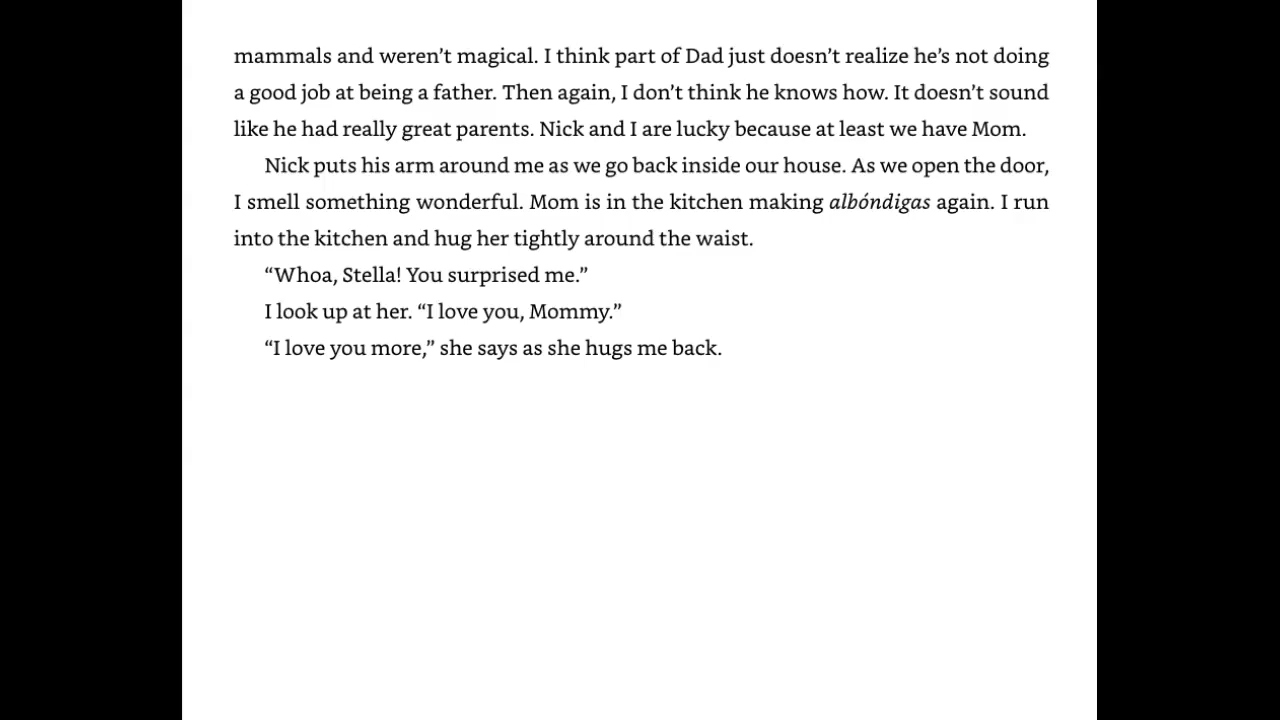 mammals and weren’t magical. I think part of Dad just doesn’t realize he’s not doing
a good job at being a father. Then again, I don’t think he knows how. It doesn’t sound
like he had really great parents. Nick and I are lucky because at least we have Mom.
Nick puts his arm around me as we go back inside our house. As we open the door,
I smell something wonderful. Mom is in the kitchen making albóndigas again. I run
into the kitchen and hug her tightly around the waist.
“Whoa, Stella! You surprised me.”
I look up at her. “I love you, Mommy.”
“I love you more,” she says as she hugs me back.